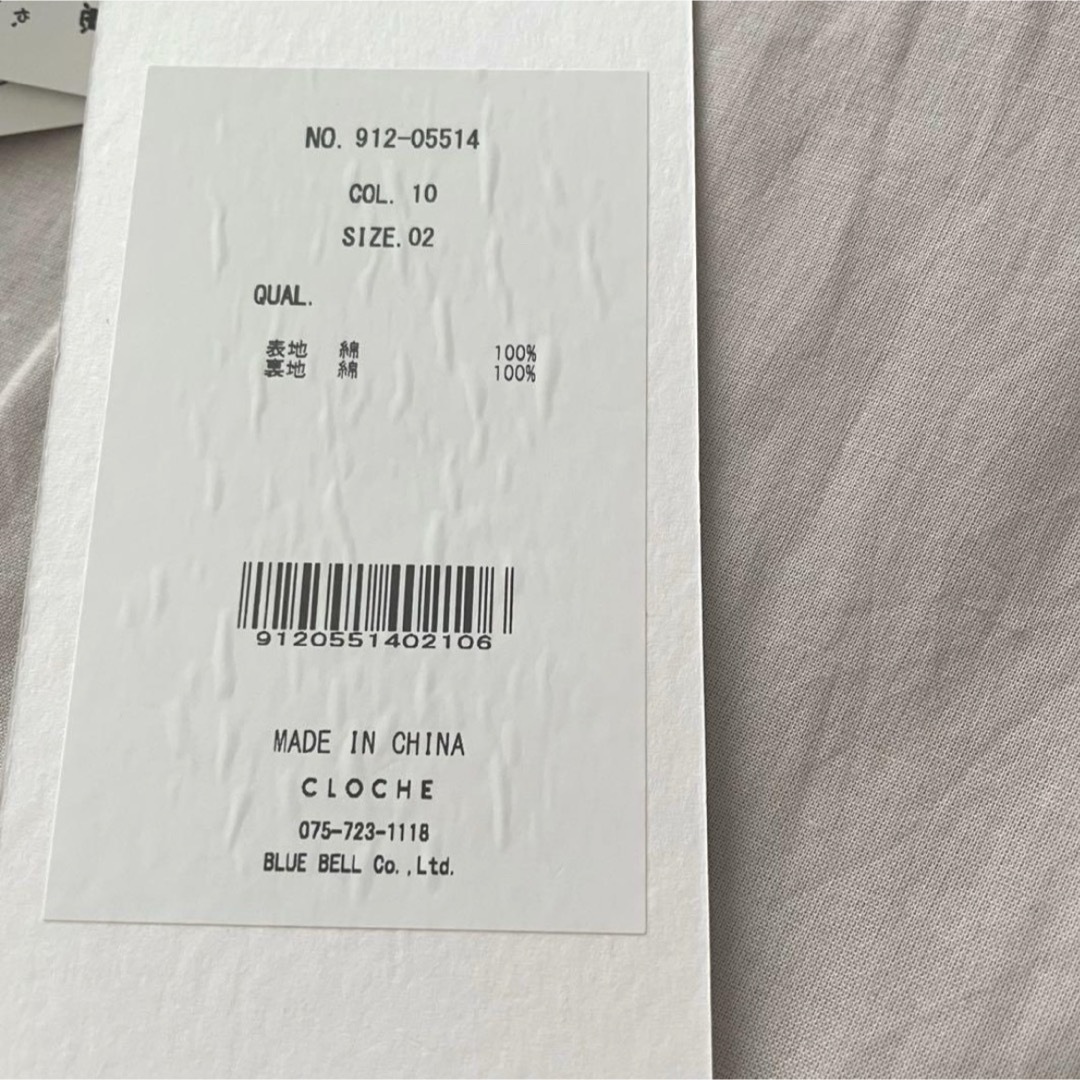 NO. 912-05514
COL. 10
SIZE.02
QUAL.
表地 綿 100%
裏地 綿 100%
9120551402106
MADE IN CHINA
CLOCHE
075-723-1118
BLUE BELL Co.,Ltd.